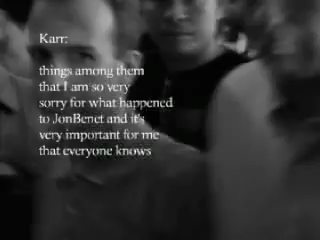 Karr:
things among them
that I am so very
sorry for what happened
to JonBenet and it's
very important for me
that everyone knows